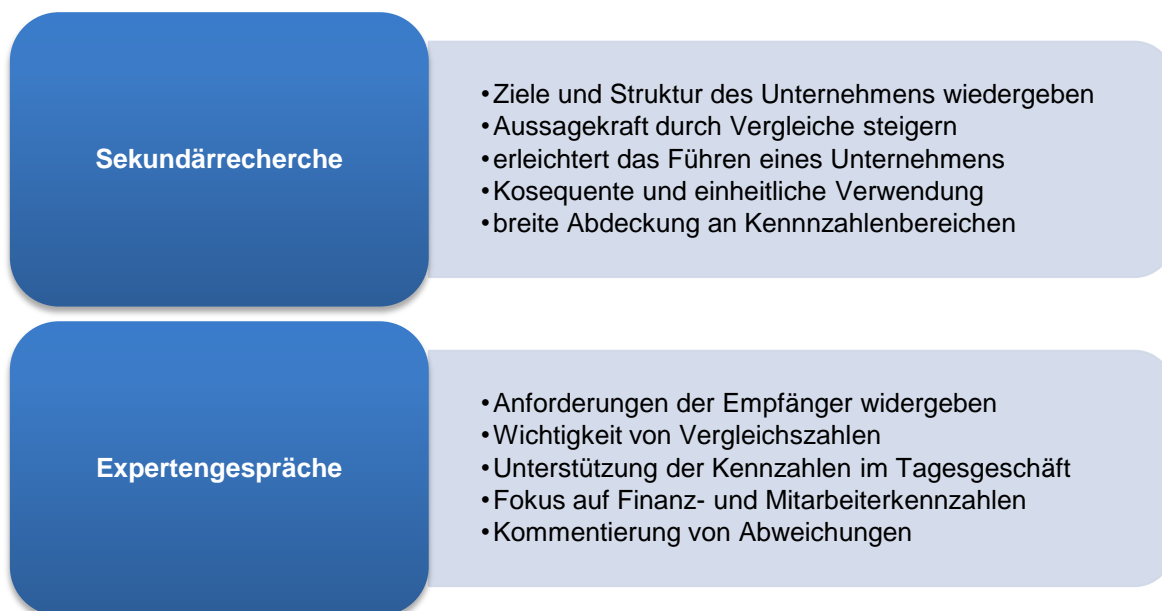 Sekundärrecherche
•Ziele und Struktur des Unternehmens wiedergeben
•Aussagekraft durch Vergleiche steigern
•erleichtert das Führen eines Unternehmens
•Kosequente und einheitliche Verwendung
•breite Abdeckung an Kennnzahlenbereichen
Expertengespräche
•Anforderungen der Empfänger widergeben
•Wichtigkeit von Vergleichszahlen
•Unterstützung der Kennzahlen im Tagesgeschäft
•Fokus auf Finanz- und Mitarbeiterkennzahlen
•Kommentierung von Abweichungen